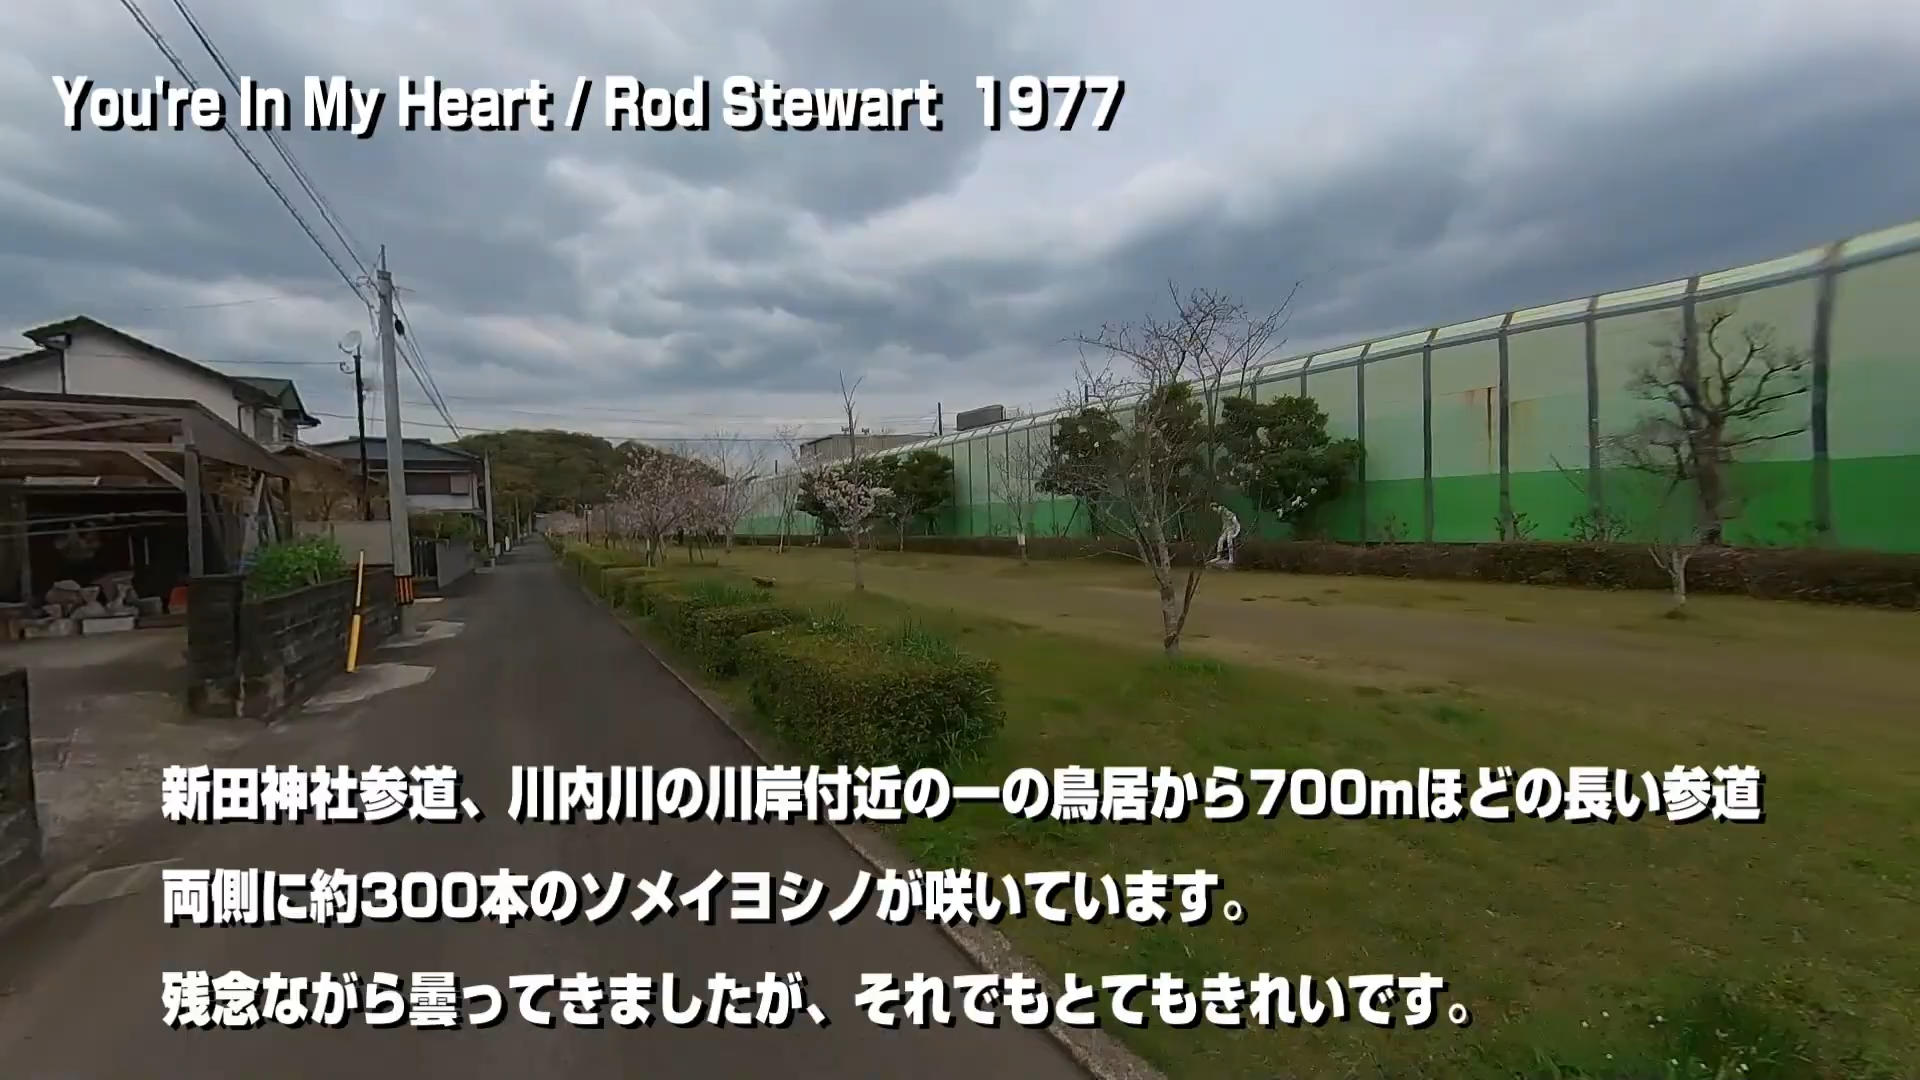 You're In My Heart / Rod Stewart 1977
新田神社参道、川内川の川岸付近の一の鳥居から700mほどの長い参道
両側に約300本のソメイヨシノが咲いています。
残念ながら曇ってきましたが、それでもとてもきれいです。